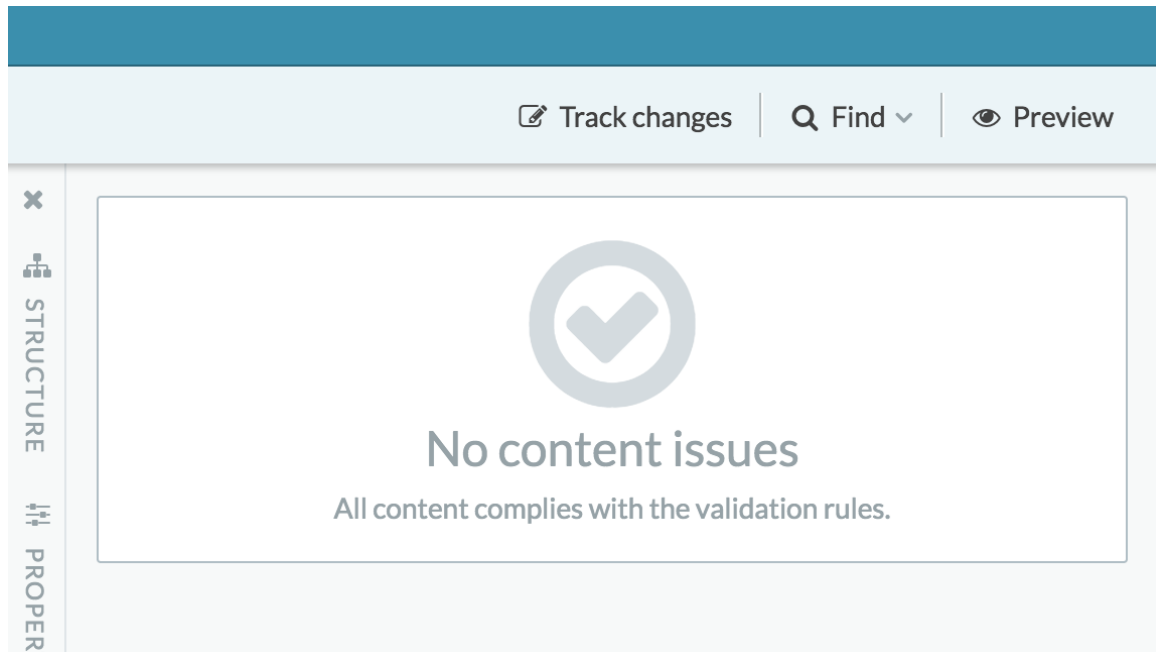 Track changes
Find
Preview
STRUCTURE
No content issues
All content complies with the validation rules.
PROPER